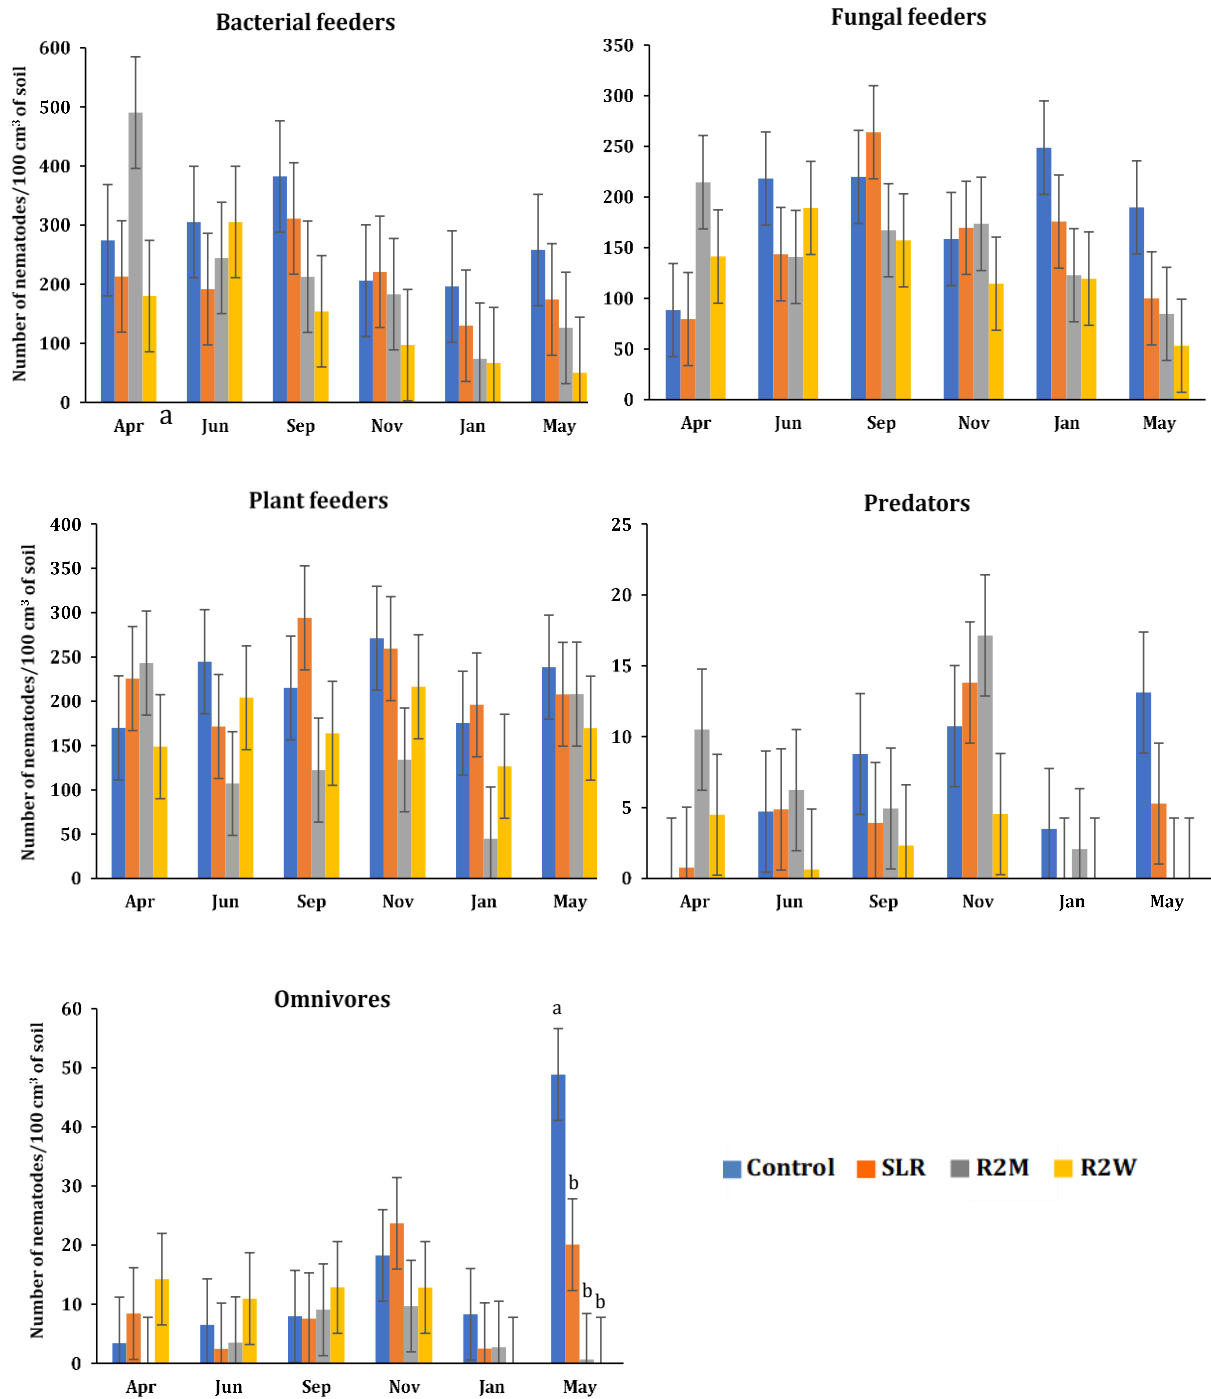 Bacterial feeders
Number of nematodes/100 cm³ of soil
600
500
400
300
200
100
0
Apr
a
Jun
Sep
Nov
Jan
May
Fungal feeders
350
300
250
200
150
100
50
0
Apr
Jun
Sep
Nov
Jan
May
Plant feeders
Number of nematodes/100 cm³ of soil
400
350
300
250
200
150
100
50
0
Apr
Jun
Sep
Nov
Jan
May
Predators
25
20
15
10
5
0
Apr
Jun
Sep
Nov
Jan
May
Omnivores
Number of nematodes/100 cm³ of soil
60
50
40
30
20
10
0
a
b
b
b
Apr
Jun
Sep
Nov
Jan
May
Control SLR R2M R2W